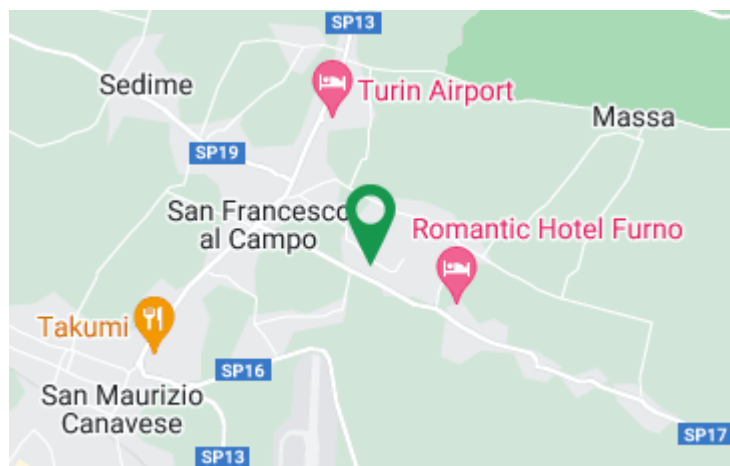 SP13
Sedime
Turin Airport
Massa
SP19
San Francesco
al Campo
Romantic Hotel Furno
Takumi
SP16
San Maurizio
Canavese
SP17
SP13